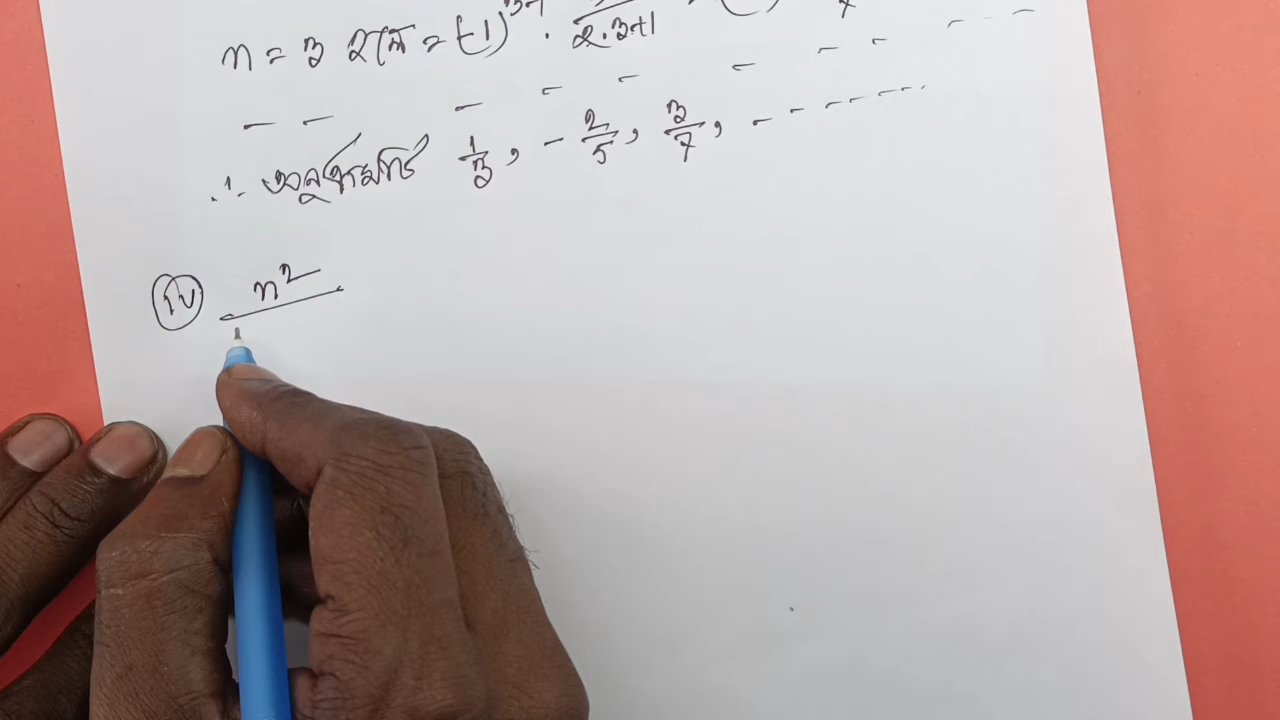 n = 3 হলে = (-1)^3+1 · 3/2·3+1 = (-) 7
- - - - - - - - - -
∴ অনুক্রমটি 1/3, - 2/5, 3/7, - - - - - - -
iv n²